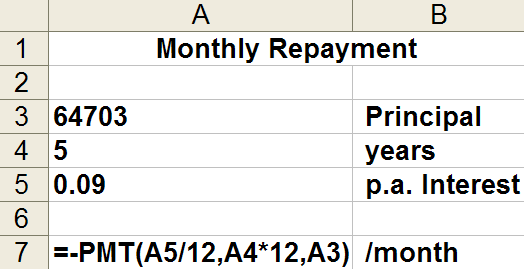 A B
1 Monthly Repayment
2
3 64703 Principal
4 5 years
5 0.09 p.a. Interest
6
7 =-PMT(A5/12,A4*12,A3) /month